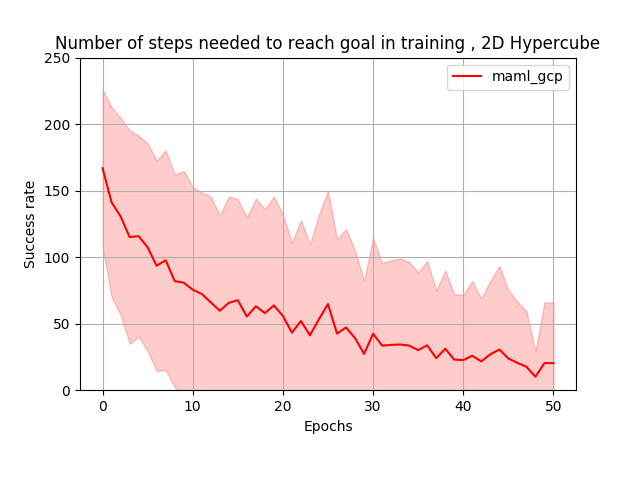 Number of steps needed to reach goal in training , 2D Hypercube
maml_gcp
250
200
150
100
50
0
Success rate
0 10 20 30 40 50
Epochs